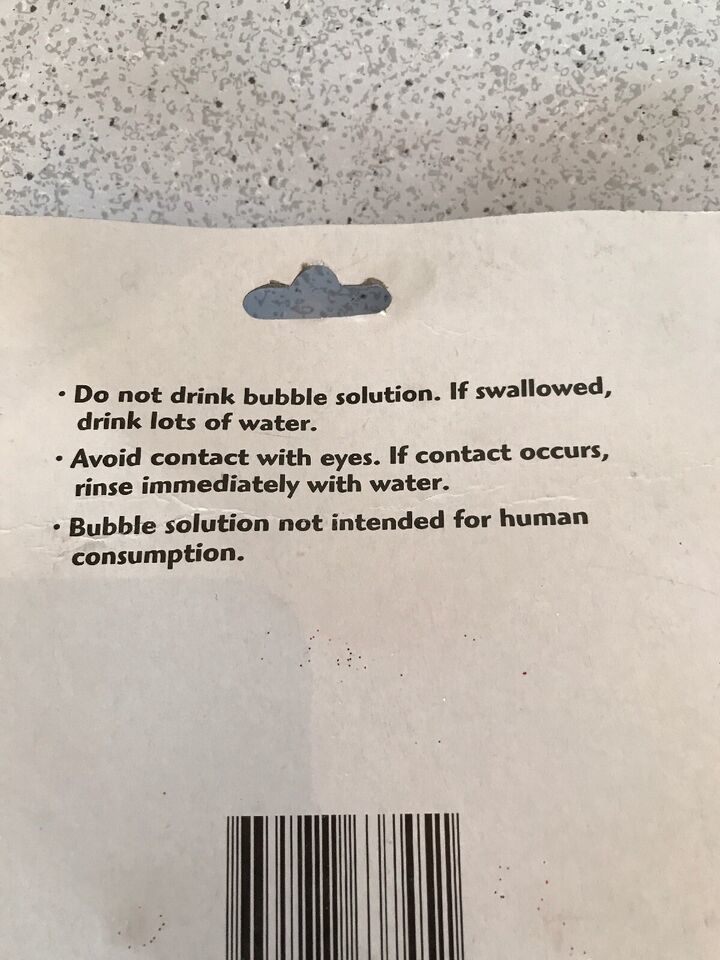 • Do not drink bubble solution. If swallowed,
drink lots of water.
• Avoid contact with eyes. If contact occurs,
rinse immediately with water.
• Bubble solution not intended for human
consumption.